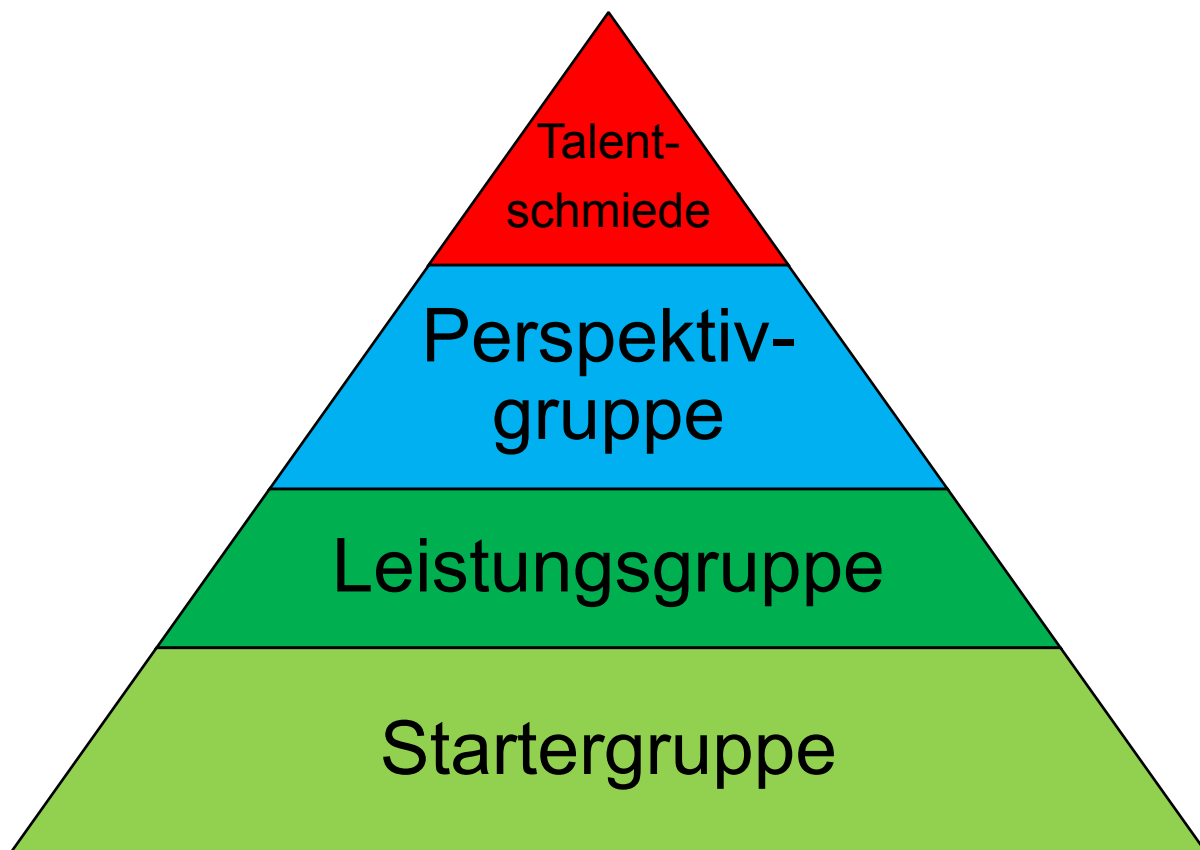 Talent-
schmiede
Perspektiv-
gruppe
Leistungsgruppe
Startergruppe